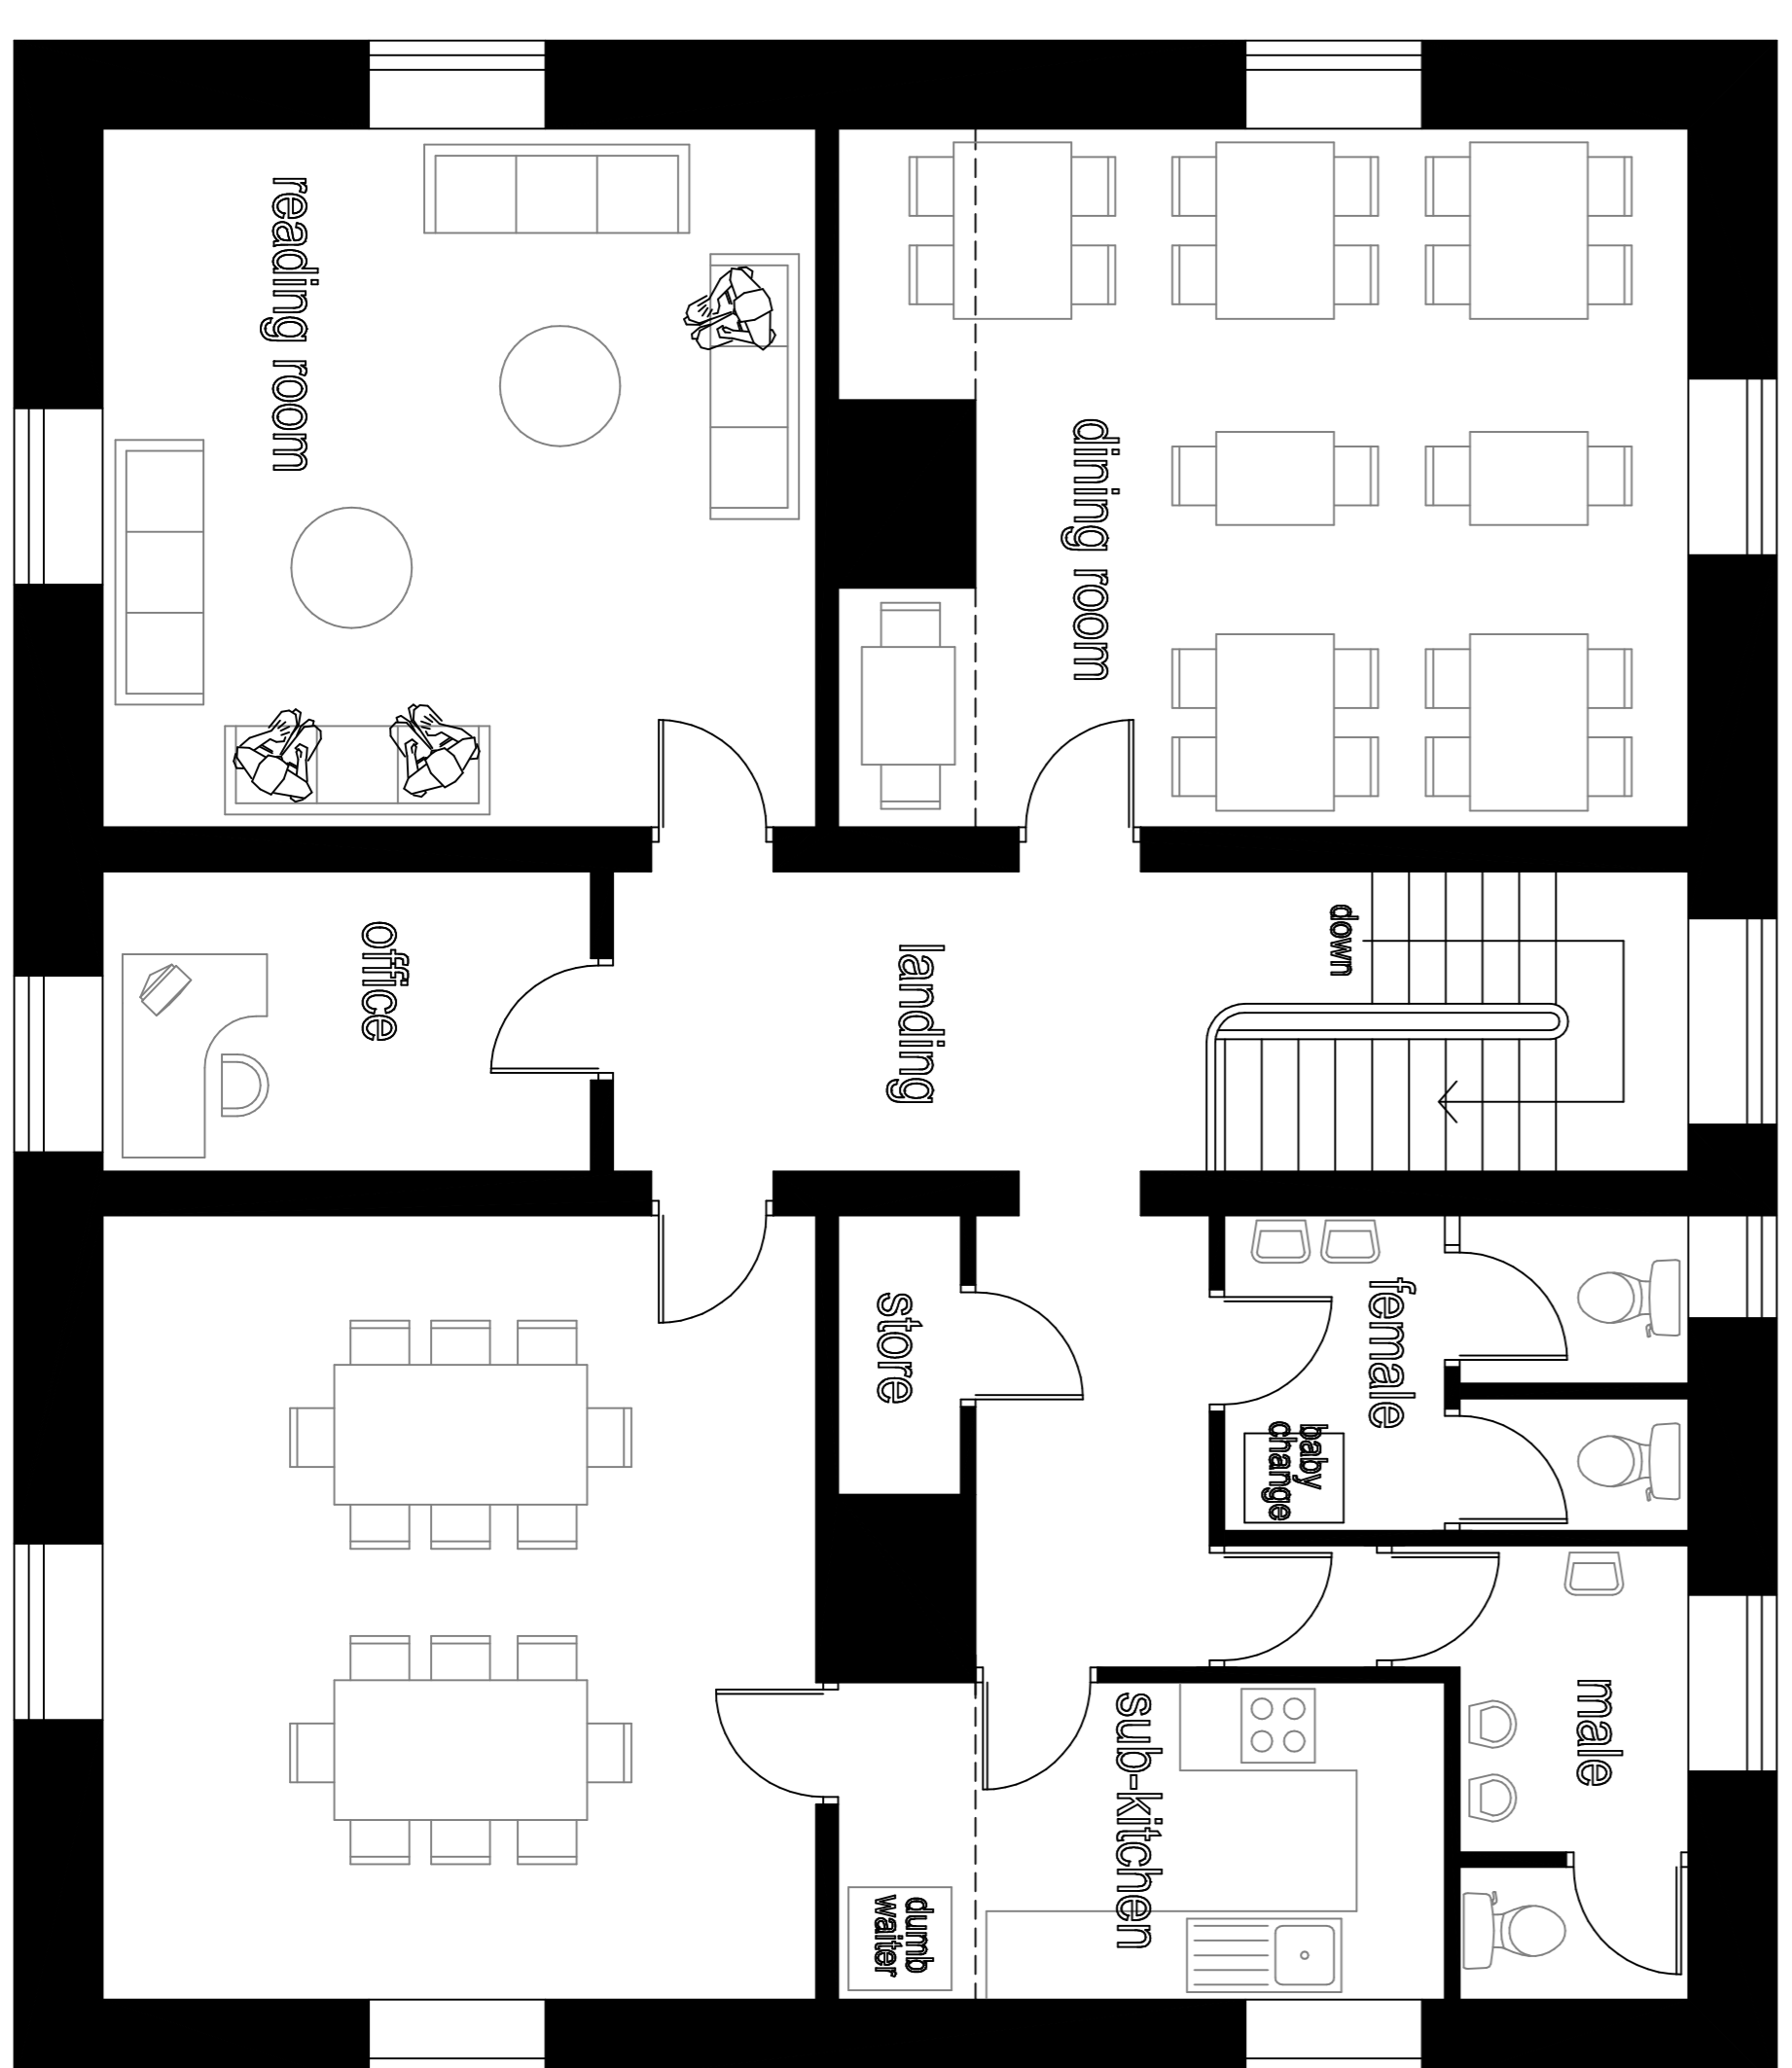 reading room
dining room
office
landing
down
store
female
baby
change
male
sub-kitchen
dumb
waiter